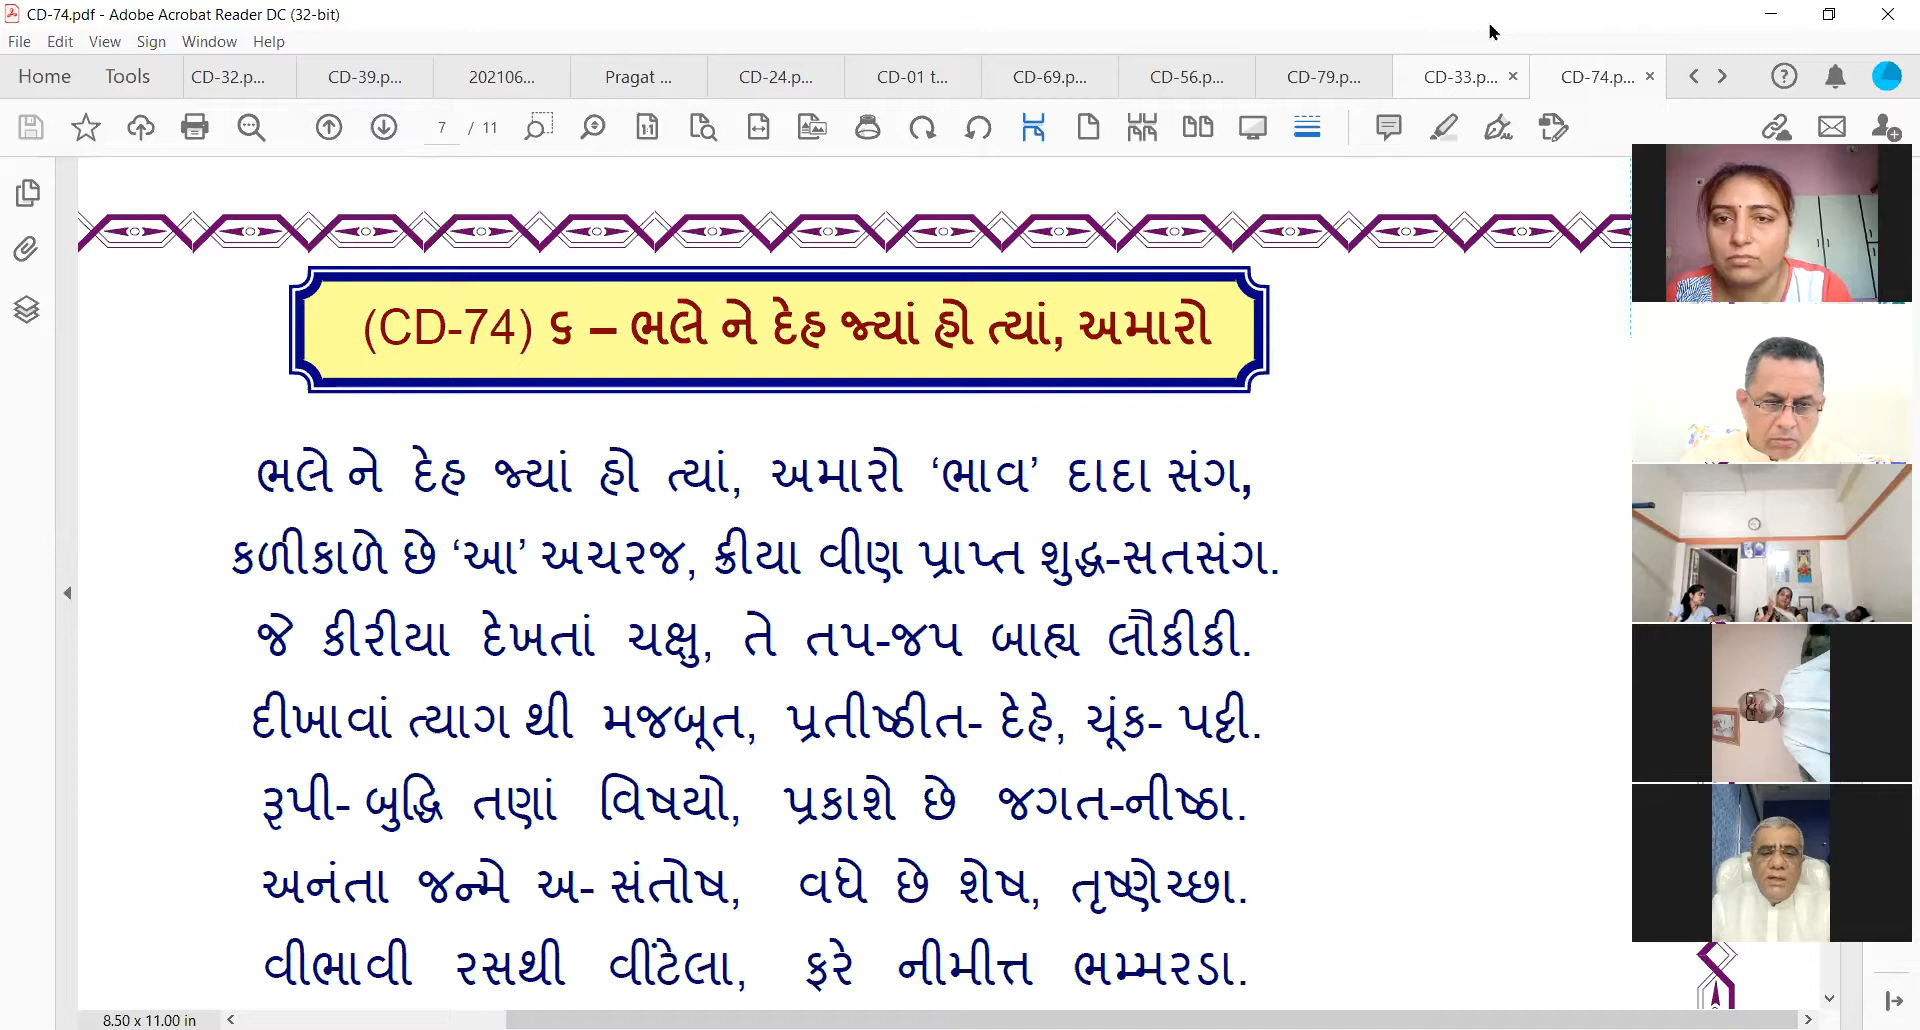 CD-74.pdf - Adobe Acrobat Reader DC (32-bit)
File Edit View Sign Window Help
Home Tools CD-32.p... CD-39.p... 202106... Pragat ... CD-24.p... CD-01 t... CD-69.p... CD-56.p... CD-79.p... CD-33.p... × CD-74.p... ×
7 / 11
(CD-74) ૬ – ભલે ને દેહ જ્યાં હો ત્યાં, અમારો
ભલે ને દેહ જ્યાં હો ત્યાં, અમારો ‘ભાવ’ દાદા સંગ,
કળીકાળે છે ‘આ’ અચરજ, ક્રીયા વીણ પ્રાપ્ત શુદ્ધ-સતસંગ.
જે કીરીયા દેખતાં ચક્ષુ, તે તપ-જપ બાહ્ય લૌકીકી.
દીખાવાં ત્યાગ થી મજબૂત, પ્રતીષ્ઠીત- દેહે, ચૂંક- પટ્ટી.
રૂપી- બુદ્ધિ તણાં વિષયો, પ્રકાશે છે જગત-નીષ્ઠા.
અનંતા જન્મે અ- સંતોષ, વધે છે શેષ, તૃષ્ણેચ્છા.
વીભાવી રસથી વીંટેલા, ફરે નીમીત્ત ભમ્મરડા.
8.50 x 11.00 in